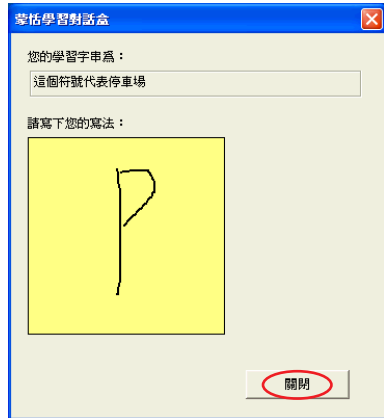 蒙恬學習對話盒
您的學習字串為：
這個符號代表停車場
請寫下您的寫法：
P
關閉